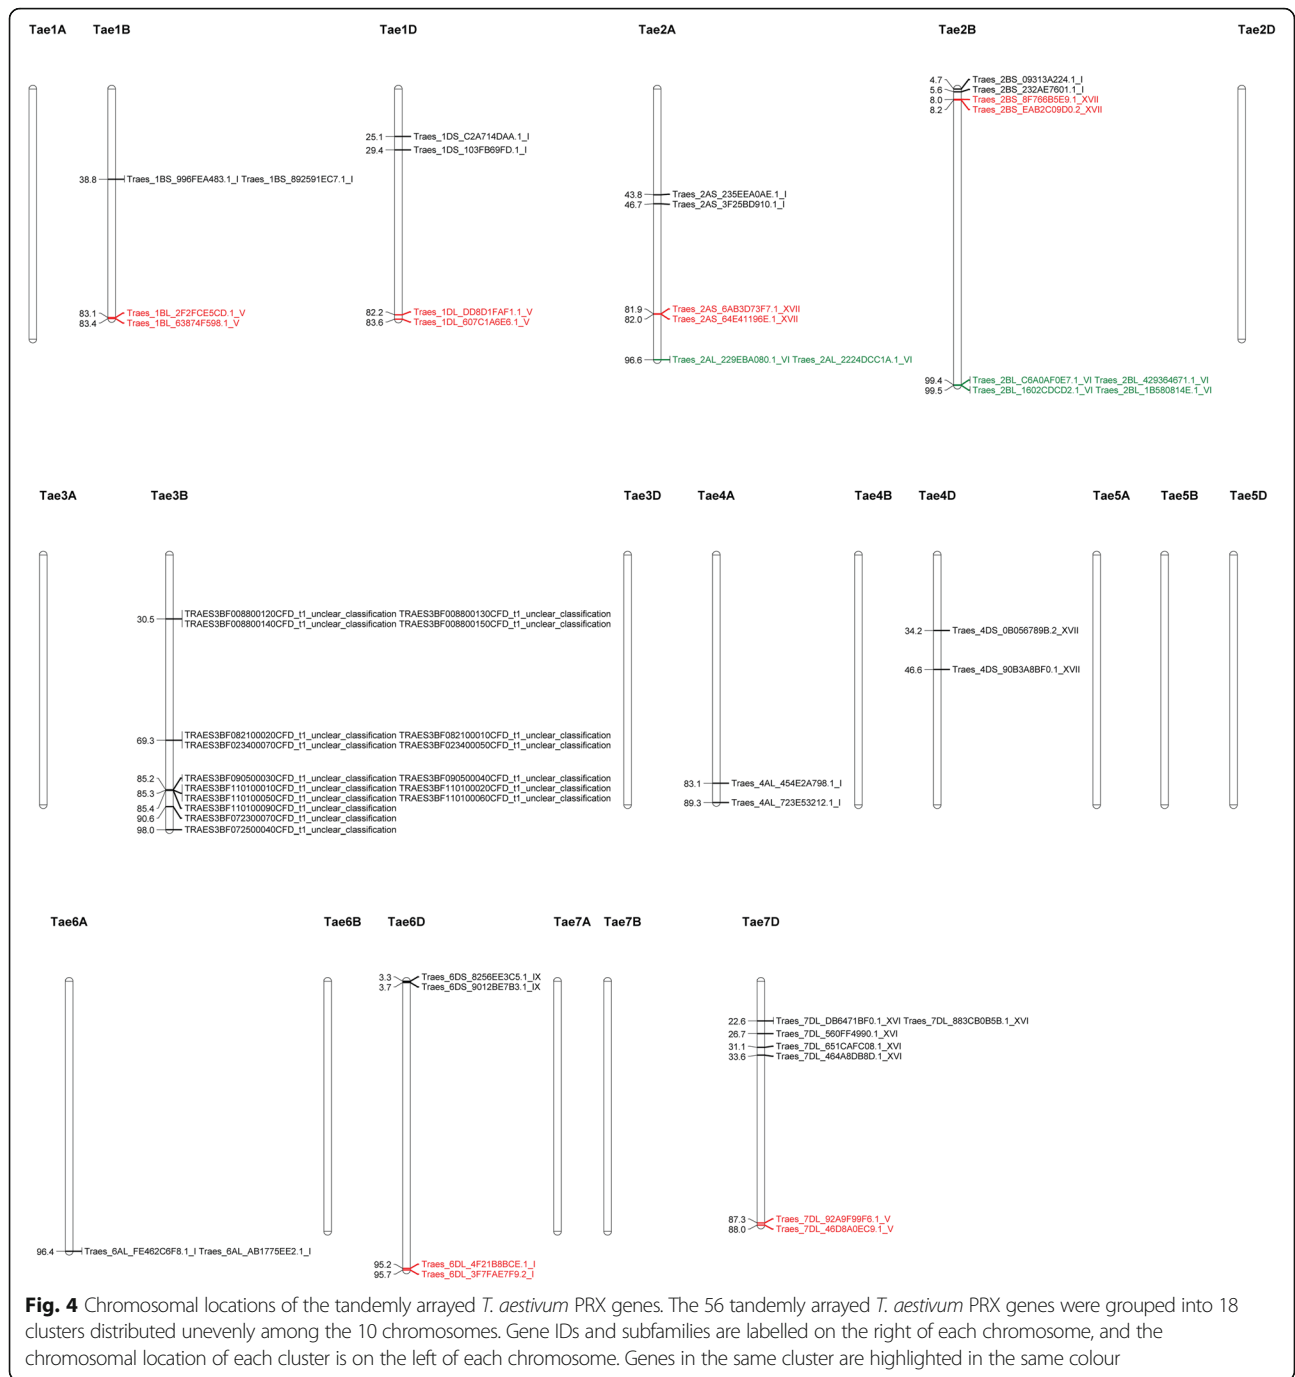 Tae1A Tae1B Tae1D Tae2A Tae2B Tae2D
38.8 Traes_1BS_996FEA483.1_I Traes_1BS_892591EC7.1_I
83.1 Traes_1BL_2F2FCE5CD.1_V
83.4 Traes_1BL_63874F598.1_V
25.1 Traes_1DS_C2A714DAA.1_I
29.4 Traes_1DS_103FB69FD.1_I
82.2 Traes_1DL_DD8D1FAF1.1_V
83.6 Traes_1DL_607C1A6E6.1_V
43.8 Traes_2AS_235EEA0AE.1_I
46.7 Traes_2AS_3F25BD910.1_I
81.9 Traes_2AS_6AB3D73F7.1_XVII
82.0 Traes_2AS_64E41196E.1_XVII
96.6 Traes_2AL_229EBA080.1_VI Traes_2AL_2224DCC1A.1_VI
4.7 Traes_2BS_09313A224.1_I
5.6 Traes_2BS_232AE7601.1_I
8.0 Traes_2BS_8F766B5E9.1_XVII
8.2 Traes_2BS_EAB2C09D0.2_XVII
99.4 Traes_2BL_C6A0AF0E7.1_VI Traes_2BL_429364671.1_VI
99.5 Traes_2BL_1602CDCD2.1_VI Traes_2BL_1B580814E.1_VI
Tae3A Tae3B Tae3D Tae4A Tae4B Tae4D Tae5A Tae5B Tae5D
30.5 TRAES3BF008800120CFD_t1_unclear_classification TRAES3BF008800130CFD_t1_unclear_classification
TRAES3BF008800140CFD_t1_unclear_classification TRAES3BF008800150CFD_t1_unclear_classification
69.3 TRAES3BF082100020CFD_t1_unclear_classification TRAES3BF082100010CFD_t1_unclear_classification
TRAES3BF023400070CFD_t1_unclear_classification TRAES3BF023400050CFD_t1_unclear_classification
85.2 TRAES3BF090500030CFD_t1_unclear_classification TRAES3BF090500040CFD_t1_unclear_classification
85.3 TRAES3BF110100010CFD_t1_unclear_classification TRAES3BF110100020CFD_t1_unclear_classification
TRAES3BF110100050CFD_t1_unclear_classification TRAES3BF110100060CFD_t1_unclear_classification
85.4 TRAES3BF110100090CFD_t1_unclear_classification
90.6 TRAES3BF072300070CFD_t1_unclear_classification
98.0 TRAES3BF072500040CFD_t1_unclear_classification
83.1 Traes_4AL_454E2A798.1_I
89.3 Traes_4AL_723E53212.1_I
34.2 Traes_4DS_0B056789B.2_XVII
46.6 Traes_4DS_90B3A8BF0.1_XVII
Tae6A Tae6B Tae6D Tae7A Tae7B Tae7D
96.4 Traes_6AL_FE462C6F8.1_I Traes_6AL_AB1775EE2.1_I
3.3 Traes_6DS_8256EE3C5.1_IX
3.7 Traes_6DS_9012BE7B3.1_IX
95.2 Traes_6DL_4F21B8BCE.1_I
95.7 Traes_6DL_3F7FAE7F9.2_I
22.6 Traes_7DL_DB6471BF0.1_XVI Traes_7DL_883CB0B5B.1_XVI
26.7 Traes_7DL_560FF4990.1_XVI
31.1 Traes_7DL_651CAFC08.1_XVI
33.6 Traes_7DL_464A8DB8D.1_XVI
87.3 Traes_7DL_92A9F99F6.1_V
88.0 Traes_7DL_46D8A0EC9.1_V
Fig. 4 Chromosomal locations of the tandemly arrayed T. aestivum PRX genes. The 56 tandemly arrayed T. aestivum PRX genes were grouped into 18
clusters distributed unevenly among the 10 chromosomes. Gene IDs and subfamilies are labelled on the right of each chromosome, and the
chromosomal location of each cluster is on the left of each chromosome. Genes in the same cluster are highlighted in the same colour